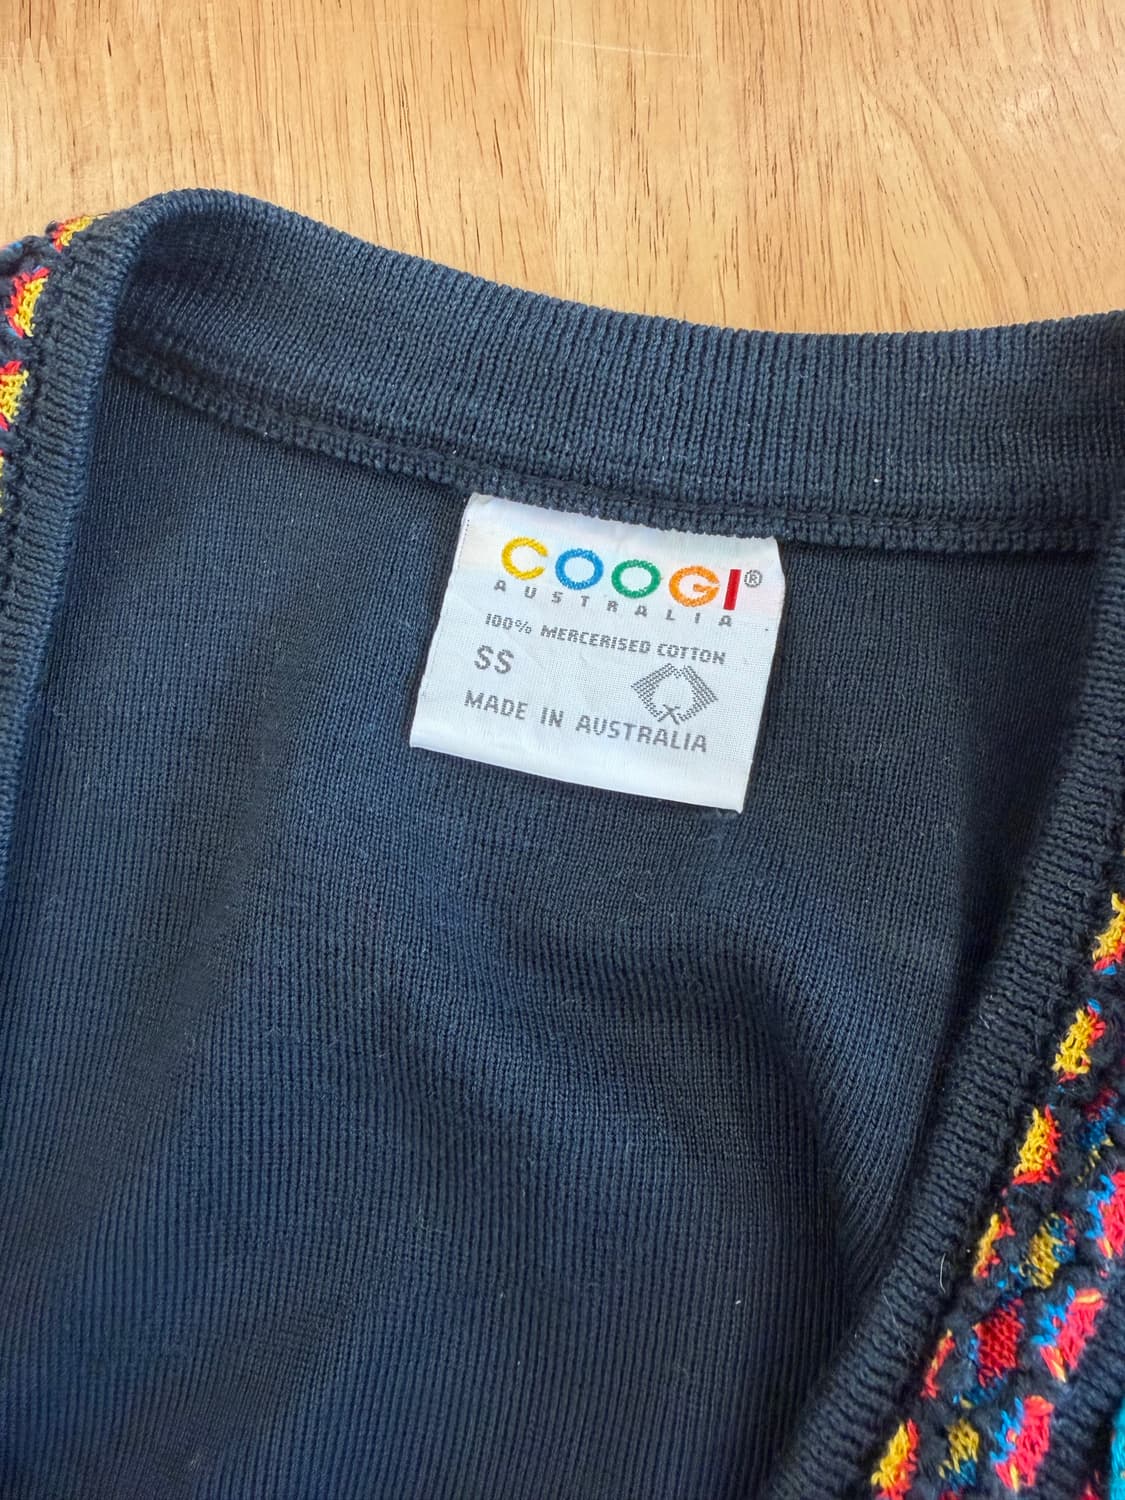 COOGI®
AUSTRALIA
100% MERCERISED COTTON
SS
MADE IN AUSTRALIA